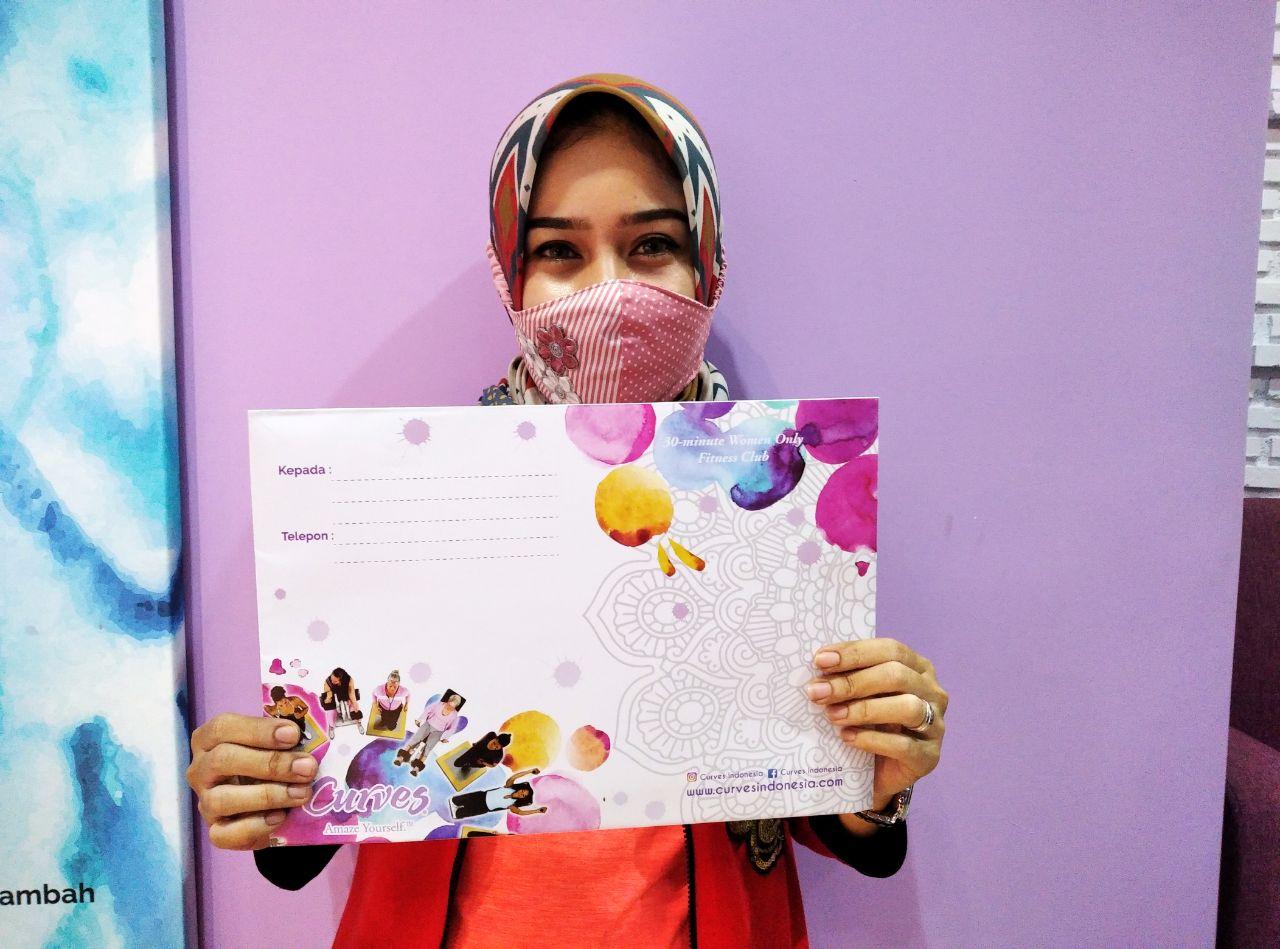 Kepada :
Telepon :
30-minute Women Only
Fitness Club
Curves
Amaze Yourself.™
Curves Indonesia Curves Indonesia
www.curvesindonesia.com
ambah